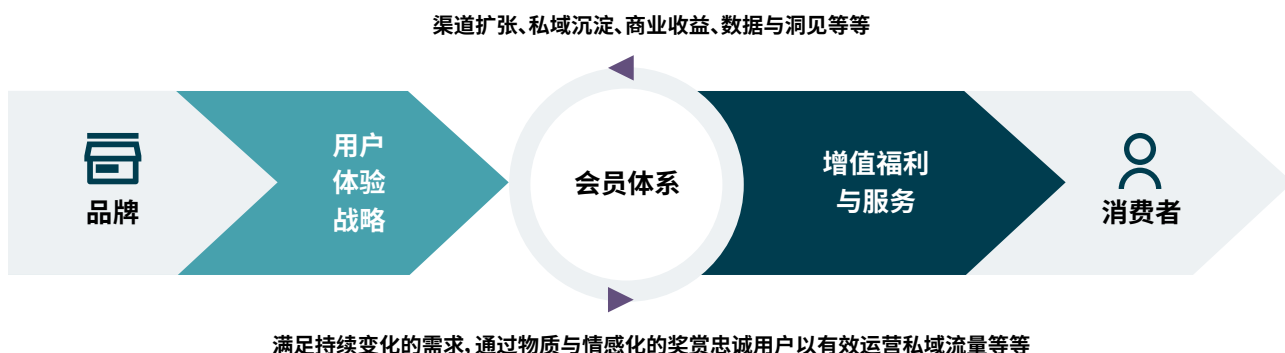 渠道扩张、私域沉淀、商业收益、数据与洞见等等
品牌
用户
体验
战略
会员体系
增值福利
与服务
消费者
满足持续变化的需求，通过物质与情感化的奖赏忠诚用户以有效运营私域流量等等